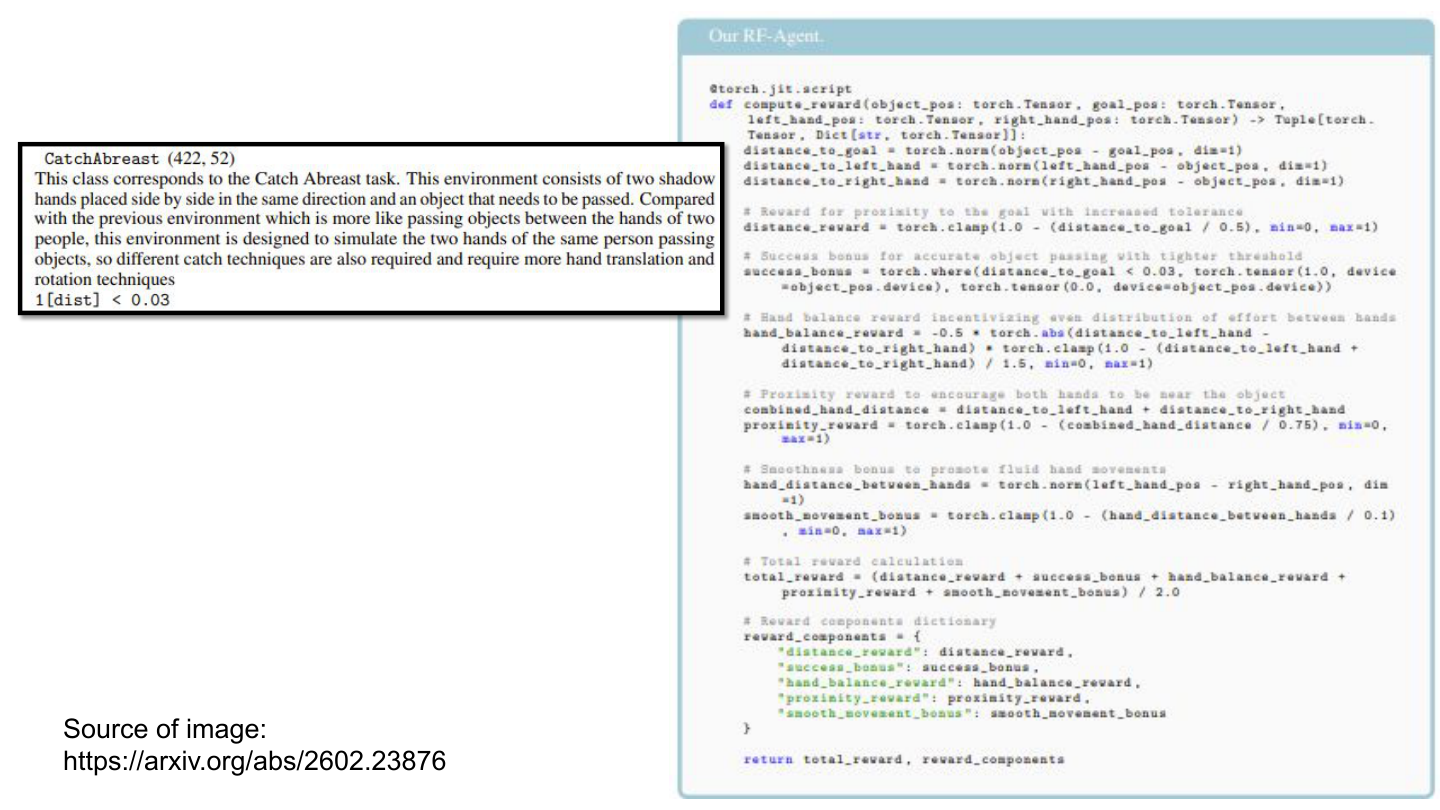 Our RF-Agent.
@torch.jit.script
def compute_reward(object_pos: torch.Tensor, goal_pos: torch.Tensor,
left_hand_pos: torch.Tensor, right_hand_pos: torch.Tensor) -> Tuple[torch.
Tensor, Dict[str, torch.Tensor]]:
distance_to_goal = torch.norm(object_pos - goal_pos, dim=1)
distance_to_left_hand = torch.norm(left_hand_pos - object_pos, dim=1)
distance_to_right_hand = torch.norm(right_hand_pos - object_pos, dim=1)
# Reward for proximity to the goal with increased tolerance
distance_reward = torch.clamp(1.0 - (distance_to_goal / 0.5), min=0, max=1)
# Success bonus for accurate object passing with tighter threshold
success_bonus = torch.where(distance_to_goal < 0.03, torch.tensor(1.0, device
=object_pos.device), torch.tensor(0.0, device=object_pos.device))
# Hand balance reward incentivizing even distribution of effort between hands
hand_balance_reward = -0.5 * torch.abs(distance_to_left_hand -
distance_to_right_hand) * torch.clamp(1.0 - (distance_to_left_hand +
distance_to_right_hand) / 1.5, min=0, max=1)
# Proximity reward to encourage both hands to be near the object
combined_hand_distance = distance_to_left_hand + distance_to_right_hand
proximity_reward = torch.clamp(1.0 - (combined_hand_distance / 0.75), min=0,
max=1)
# Smoothness bonus to promote fluid hand movements
hand_distance_between_hands = torch.norm(left_hand_pos - right_hand_pos, dim
=1)
smooth_movement_bonus = torch.clamp(1.0 - (hand_distance_between_hands / 0.1)
, min=0, max=1)
# Total reward calculation
total_reward = (distance_reward + success_bonus + hand_balance_reward +
proximity_reward + smooth_movement_bonus) / 2.0
# Reward components dictionary
reward_components = {
"distance_reward": distance_reward,
"success_bonus": success_bonus,
"hand_balance_reward": hand_balance_reward,
"proximity_reward": proximity_reward,
"smooth_movement_bonus": smooth_movement_bonus
}
return total_reward, reward_components
CatchAbreast (422, 52)
This class corresponds to the Catch Abreast task. This environment consists of two shadow
hands placed side by side in the same direction and an object that needs to be passed. Compared
with the previous environment which is more like passing objects between the hands of two
people, this environment is designed to simulate the two hands of the same person passing
objects, so different catch techniques are also required and require more hand translation and
rotation techniques
1[dist] < 0.03
Source of image:
https://arxiv.org/abs/2602.23876